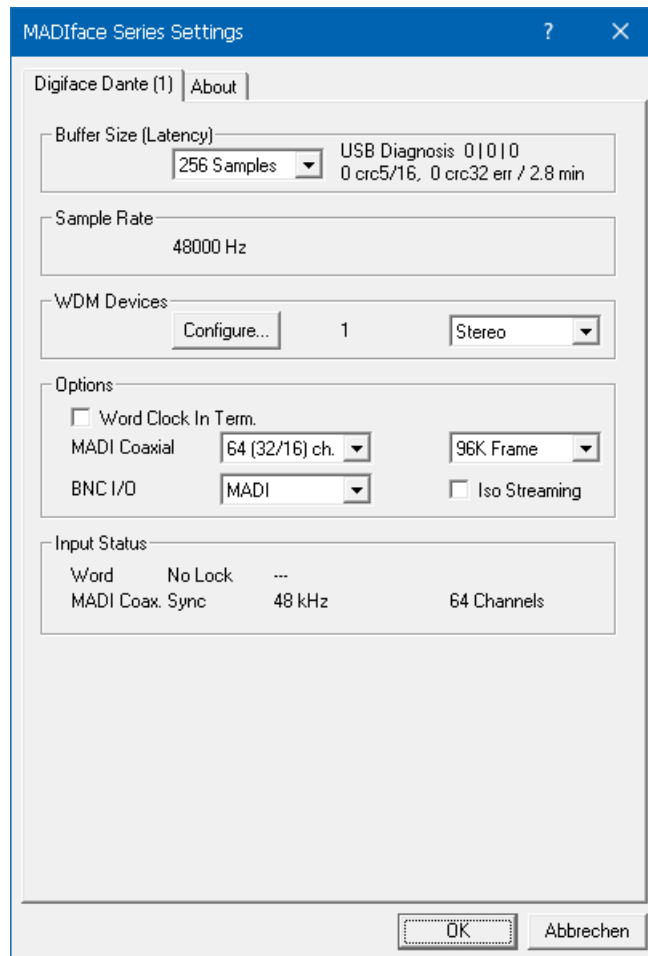 MADIface Series Settings
Digiface Dante (1) About
Buffer Size (Latency)
256 Samples
USB Diagnosis 0|0|0
0 crc5/16, 0 crc32 err / 2.8 min
Sample Rate
48000 Hz
WDM Devices
Configure... 1 Stereo
Options
Word Clock In Term.
MADI Coaxial 64 (32/16) ch. 96K Frame
BNC I/O MADI Iso Streaming
Input Status
Word No Lock ---
MADI Coax. Sync 48 kHz 64 Channels
OK Abbrechen